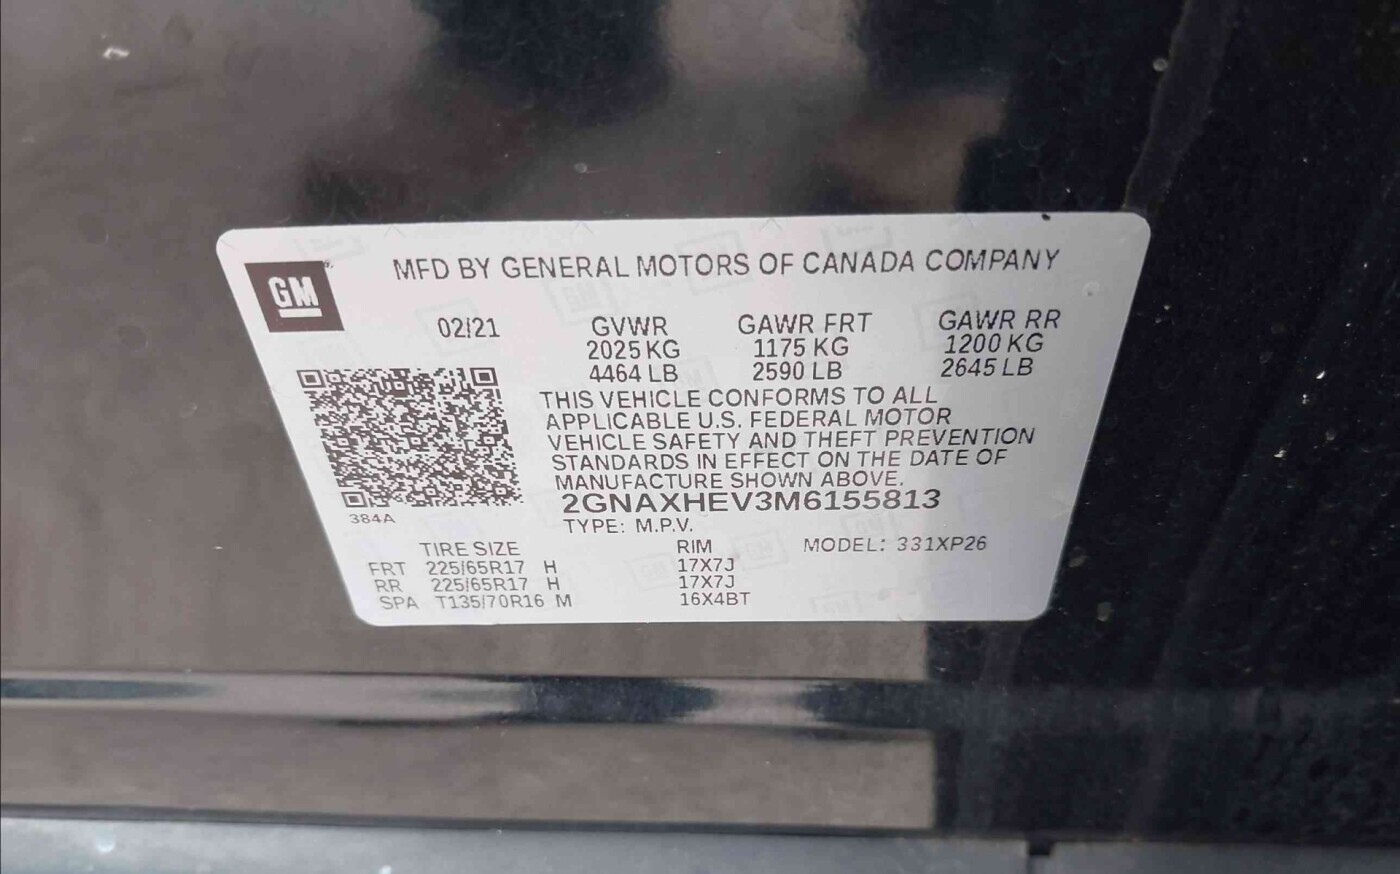 GM
MFD BY GENERAL MOTORS OF CANADA COMPANY
02/21 GVWR GAWR FRT GAWR RR
2025 KG 1175 KG 1200 KG
4464 LB 2590 LB 2645 LB
THIS VEHICLE CONFORMS TO ALL
APPLICABLE U.S. FEDERAL MOTOR
VEHICLE SAFETY AND THEFT PREVENTION
STANDARDS IN EFFECT ON THE DATE OF
MANUFACTURE SHOWN ABOVE.
2GNAXHEV3M6155813
384A
TYPE: M.P.V.
TIRE SIZE RIM MODEL: 331XP26
FRT 225/65R17 H 17X7J
RR 225/65R17 H 17X7J
SPA T135/70R16 M 16X4BT